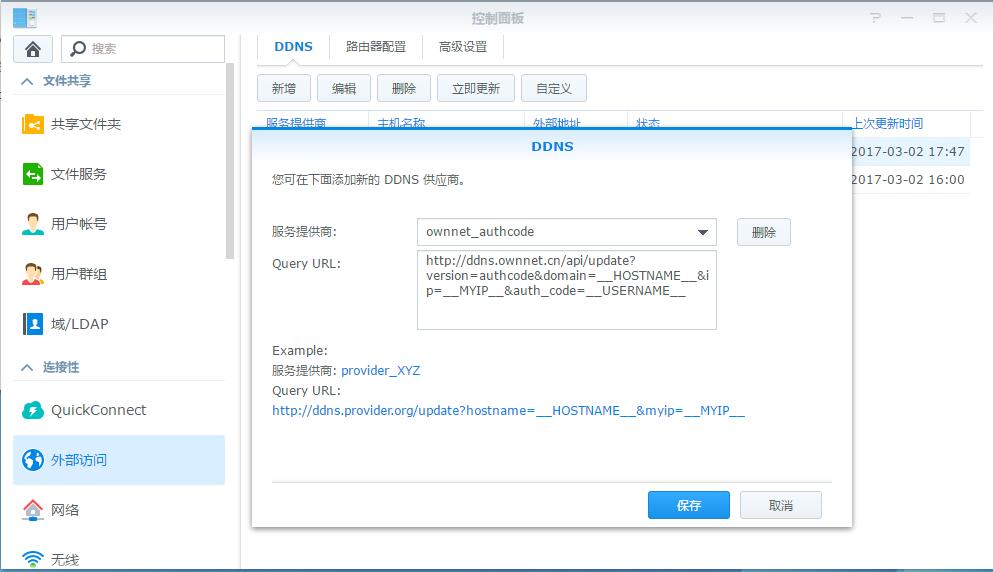 控制面板
搜索
文件共享
共享文件夹
文件服务
用户帐号
用户群组
域/LDAP
连接性
QuickConnect
外部访问
网络
无线
DDNS
路由器配置
高级设置
新增
编辑
删除
立即更新
自定义
服务提供商
主机名称
外部地址
状态
上次更新时间
2017-03-02 17:47
2017-03-02 16:00
DDNS
您可在下面添加新的 DDNS 供应商。
服务提供商:
ownnet_authcode
删除
Query URL:
http://ddns.ownnet.cn/api/update?
version=authcode&domain=__HOSTNAME__&i
p=__MYIP__&auth_code=__USERNAME__
Example:
服务提供商: provider_XYZ
Query URL:
http://ddns.provider.org/update?hostname=__HOSTNAME__&myip=__MYIP__
保存
取消